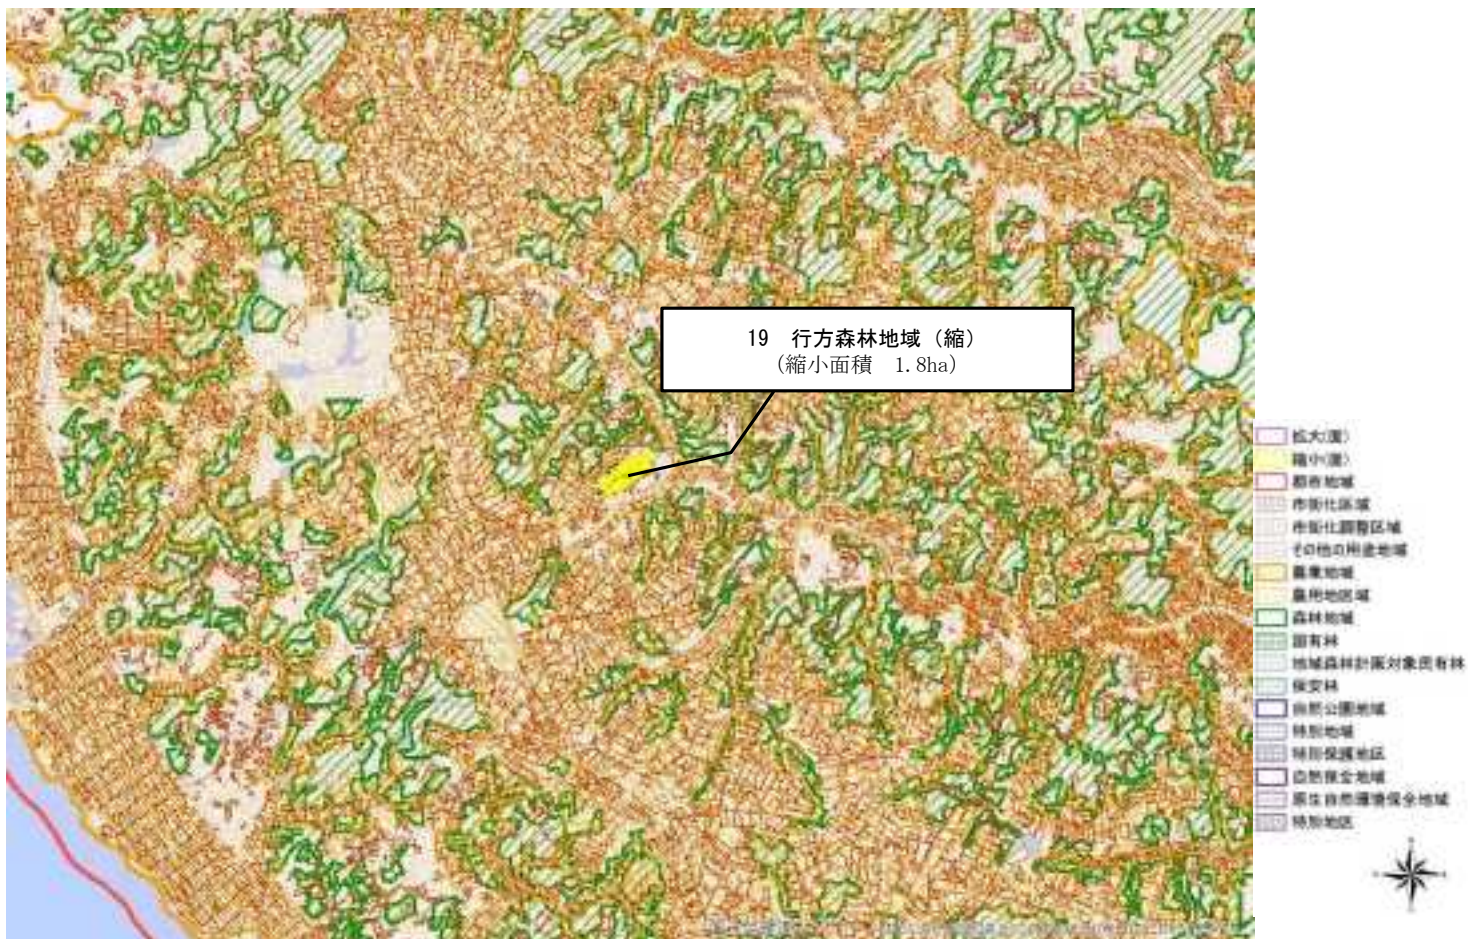 19　行方森林地域（縮）
（縮小面積　1.8ha）
拡大(面)
縮小(面)
都市地域
市街化区域
市街化調整区域
その他の用途地域
農業地域
農用地区域
森林地域
国有林
地域森林計画対象民有林
保安林
自然公園地域
特別地域
特別保護地区
自然保全地域
原生自然環境保全地域
特別地区